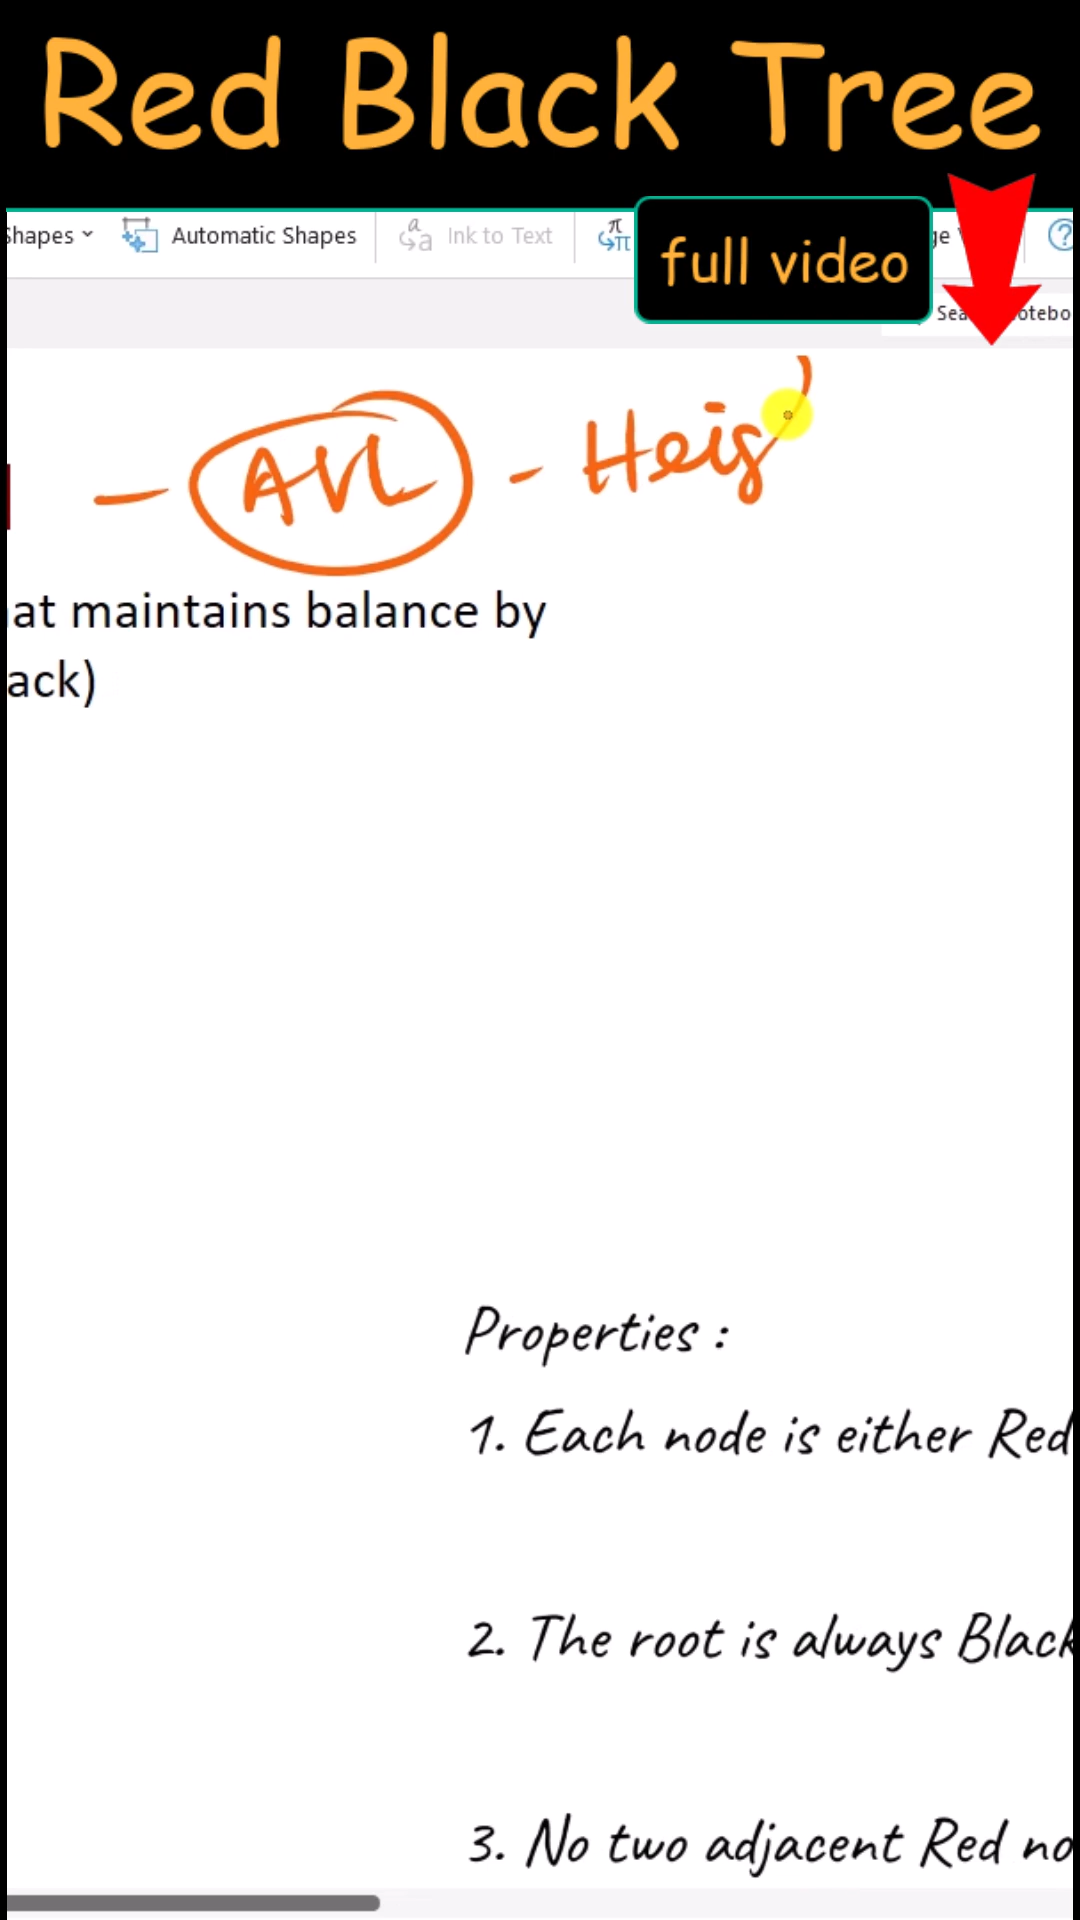 Red Black Tree
Shapes Automatic Shapes Ink to Text
full video
- AVL - Heig
at maintains balance by
ack)
Properties :
1. Each node is either Red
2. The root is always Black
3. No two adjacent Red no